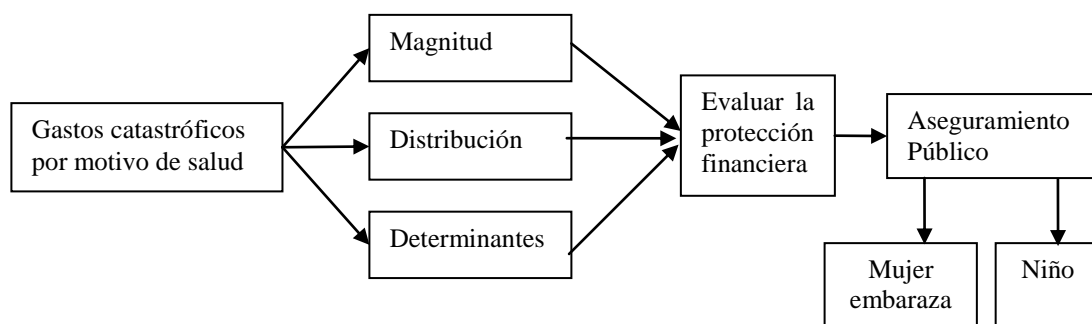 Gastos catastróficos
por motivo de salud
Magnitud
Distribución
Determinantes
Evaluar la
protección
financiera
Aseguramiento
Público
Mujer
embaraza
Niño